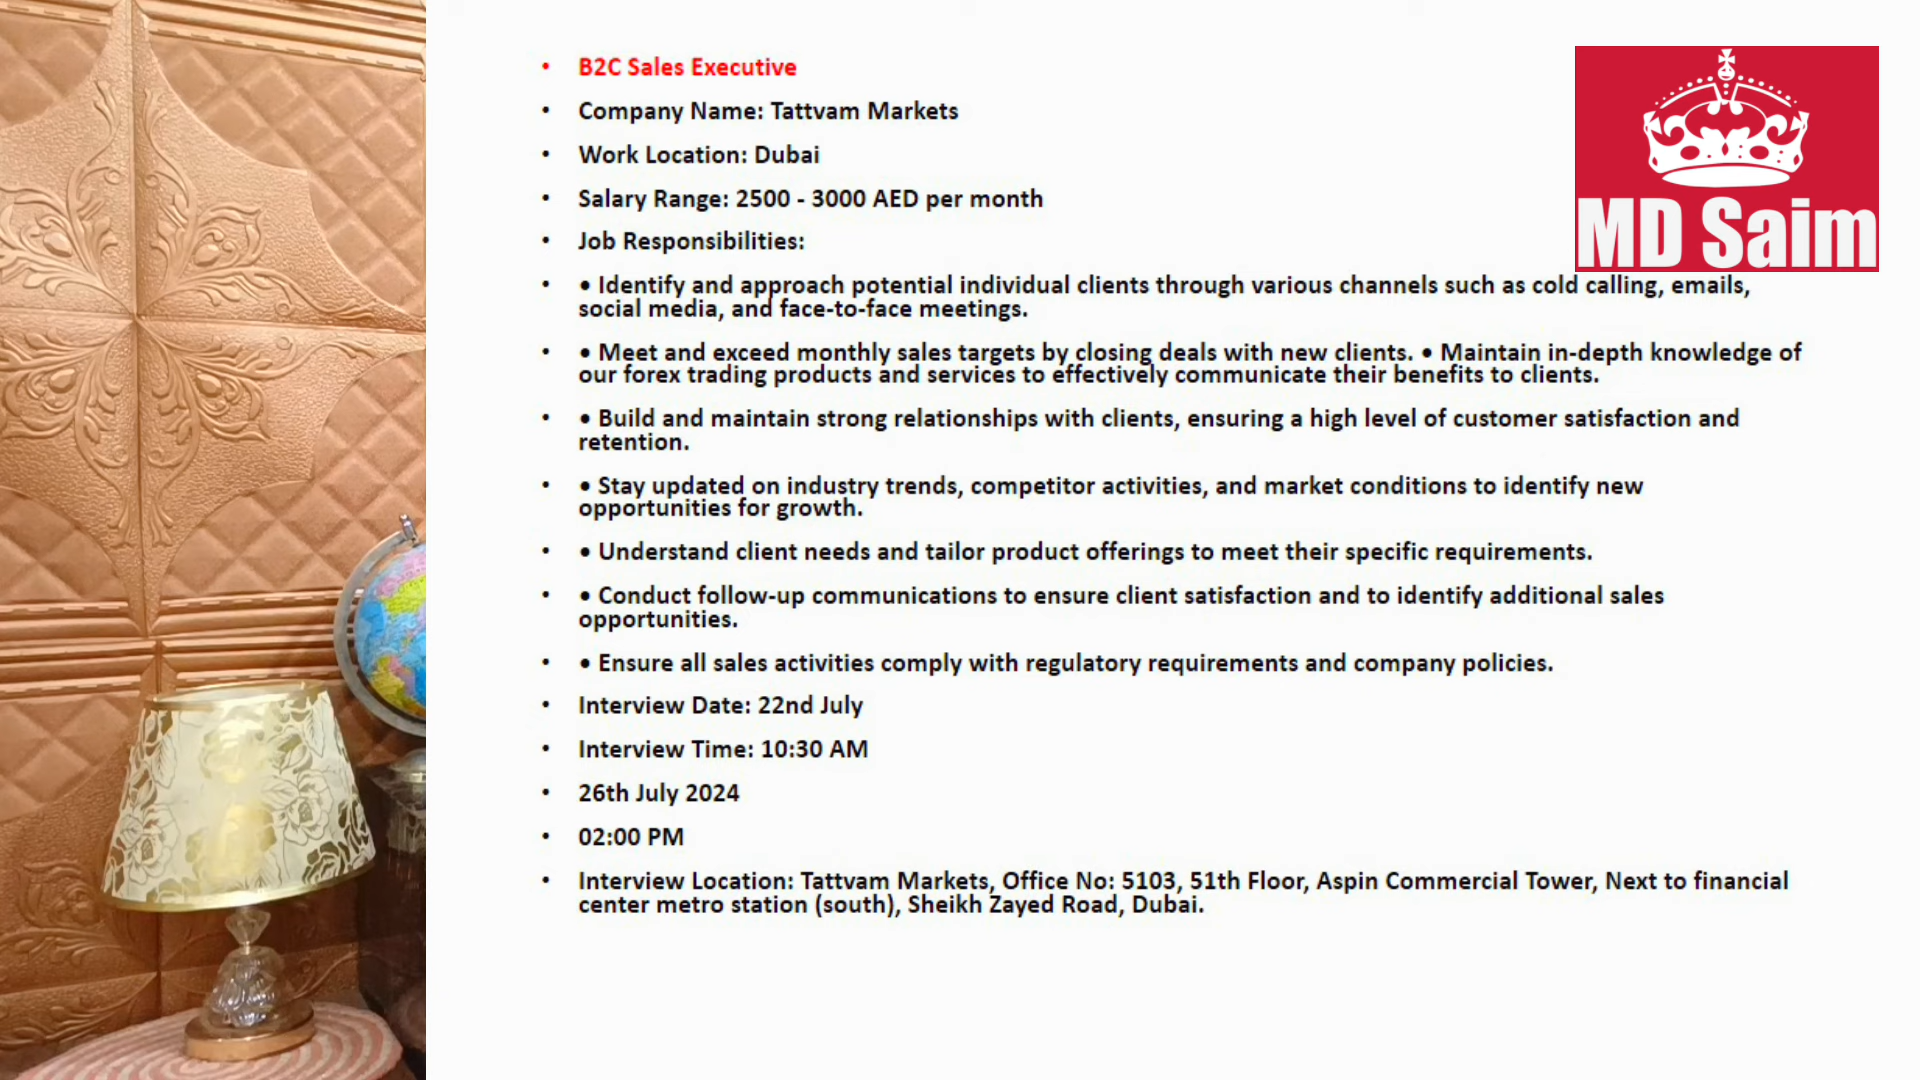 • B2C Sales Executive
• Company Name: Tattvam Markets
• Work Location: Dubai
• Salary Range: 2500 - 3000 AED per month
• Job Responsibilities:
• • Identify and approach potential individual clients through various channels such as cold calling, emails,
social media, and face-to-face meetings.
• • Meet and exceed monthly sales targets by closing deals with new clients. • Maintain in-depth knowledge of
our forex trading products and services to effectively communicate their benefits to clients.
• • Build and maintain strong relationships with clients, ensuring a high level of customer satisfaction and
retention.
• • Stay updated on industry trends, competitor activities, and market conditions to identify new
opportunities for growth.
• • Understand client needs and tailor product offerings to meet their specific requirements.
• • Conduct follow-up communications to ensure client satisfaction and to identify additional sales
opportunities.
• • Ensure all sales activities comply with regulatory requirements and company policies.
• Interview Date: 22nd July
• Interview Time: 10:30 AM
• 26th July 2024
• 02:00 PM
• Interview Location: Tattvam Markets, Office No: 5103, 51th Floor, Aspin Commercial Tower, Next to financial
center metro station (south), Sheikh Zayed Road, Dubai.
MD Saim